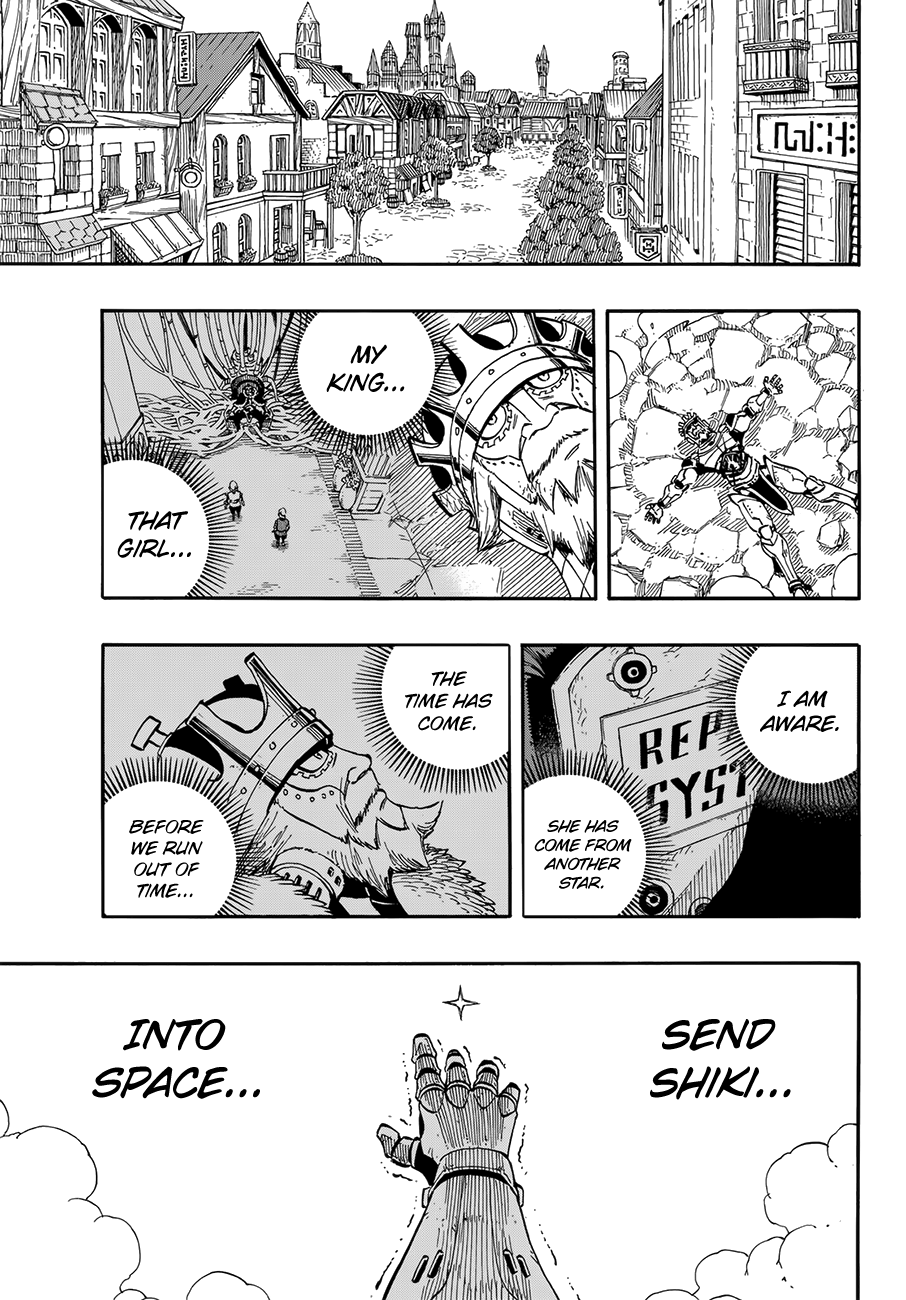 MY
KING...
THAT
GIRL...
I AM
AWARE.
REP
SYST
SHE HAS
COME FROM
ANOTHER
STAR.
THE
TIME HAS
COME.
BEFORE
WE RUN
OUT OF
TIME...
SEND
SHIKI...
INTO
SPACE...